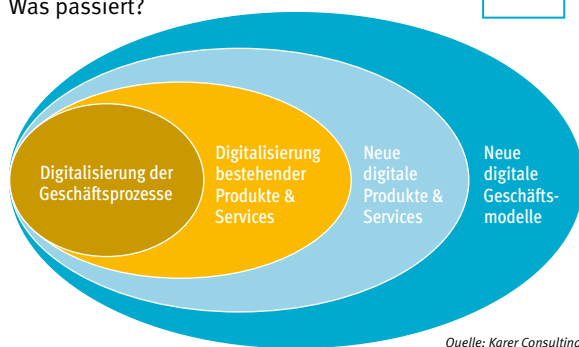 Was passiert?
Digitalisierung der
Geschäftsprozesse
Digitalisierung
bestehender
Produkte &
Services
Neue
digitale
Produkte &
Services
Neue
digitale
Geschäfts-
modelle
Quelle: Karer Consulting